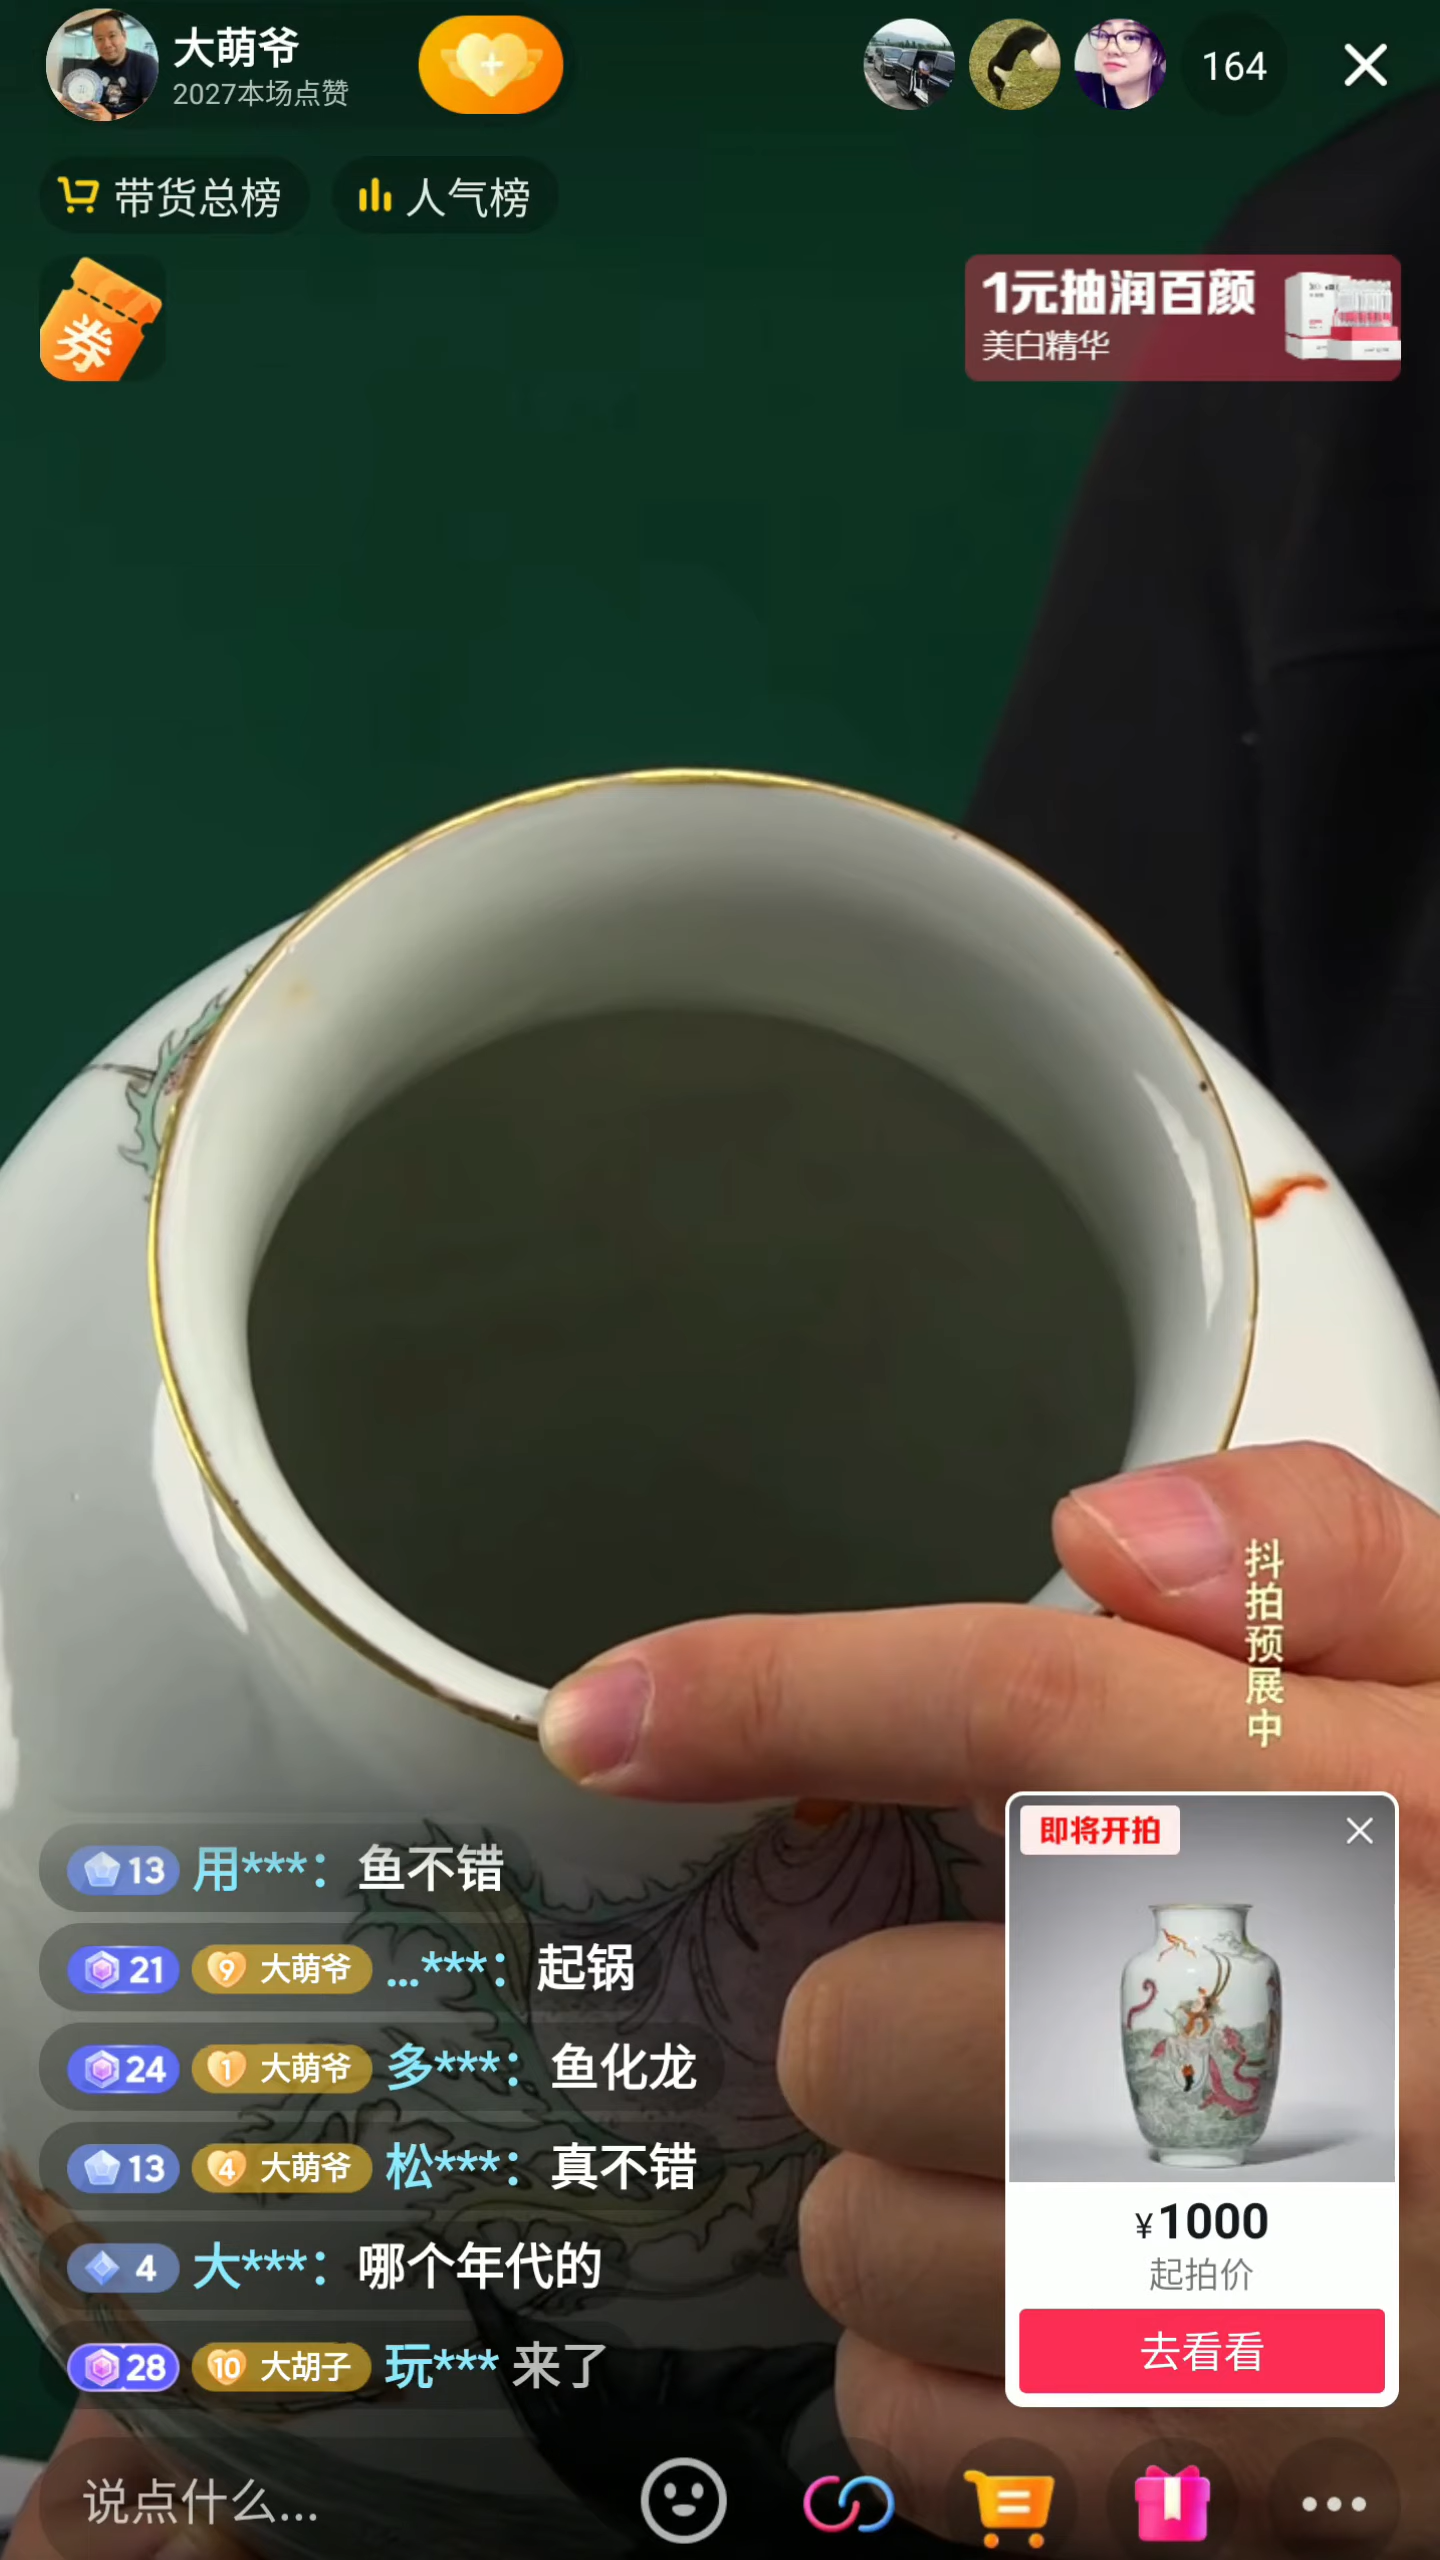 大萌爷
2027本场点赞
164
带货总榜
人气榜
券
1元抽润百颜
美白精华
抖拍预展中
13 用***：鱼不错
21 9 大萌爷 ...***：起锅
24 1 大萌爷 多***：鱼化龙
13 4 大萌爷 松***：真不错
4 大***：哪个年代的
28 10 大胡子 玩*** 来了
即将开拍
¥1000
起拍价
去看看
说点什么...